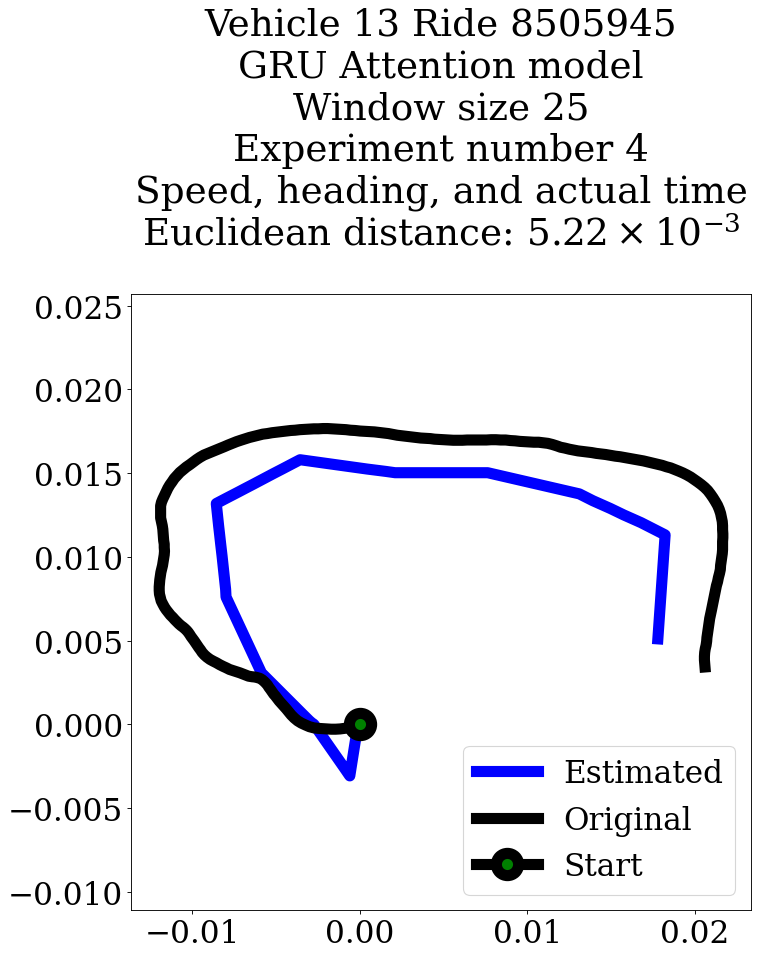 Vehicle 13 Ride 8505945
GRU Attention model
Window size 25
Experiment number 4
Speed, heading, and actual time
Euclidean distance: 5.22 × 10⁻³
0.025
0.020
0.015
0.010
0.005
0.000
−0.005
−0.010
−0.01
0.00
0.01
0.02
Estimated
Original
Start